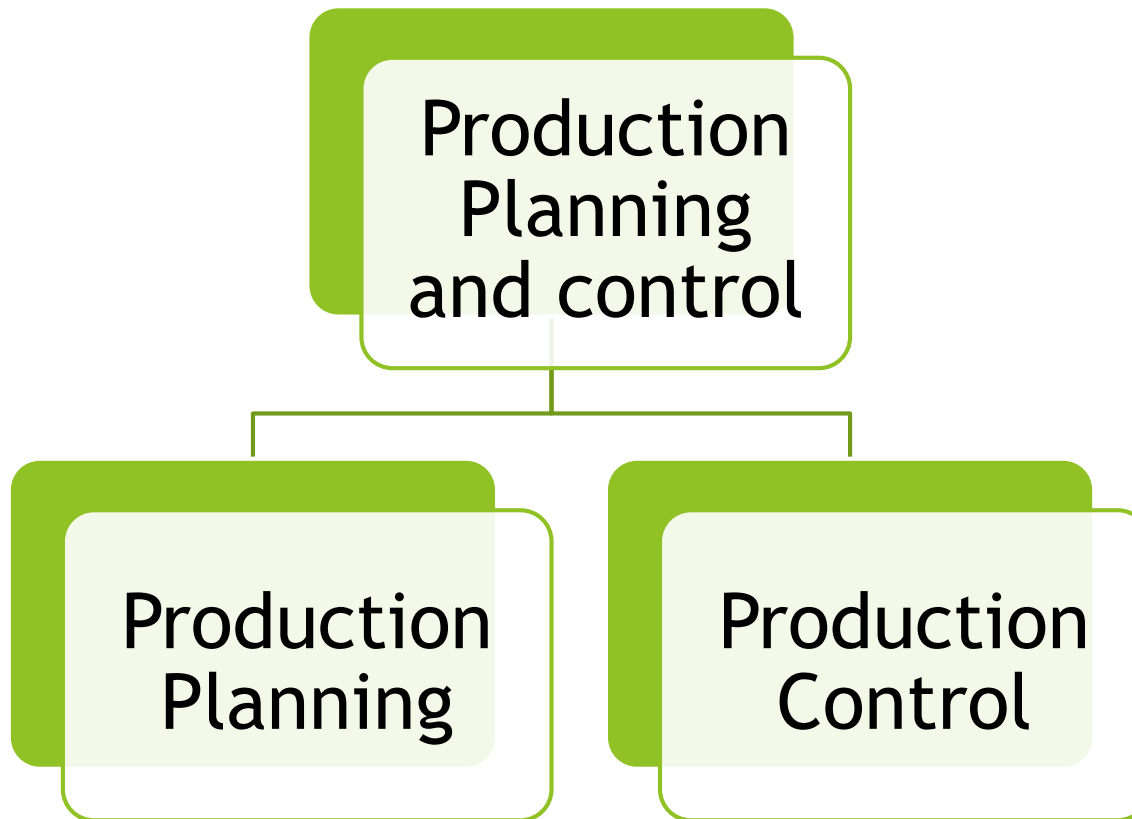 Production
Planning
and control
Production
Planning
Production
Control